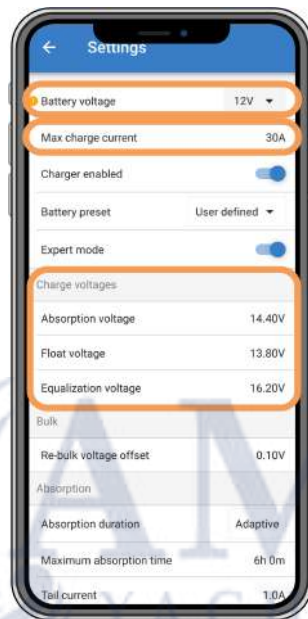 Settings
Battery voltage 12V
Max charge current 30A
Charger enabled
Battery preset User defined
Expert mode
Charge voltages
Absorption voltage 14.40V
Float voltage 13.80V
Equalization voltage 16.20V
Bulk
Re-bulk voltage offset 0.10V
Absorption
Absorption duration Adaptive
Maximum absorption time 6h 0m
Tail current 1.0A